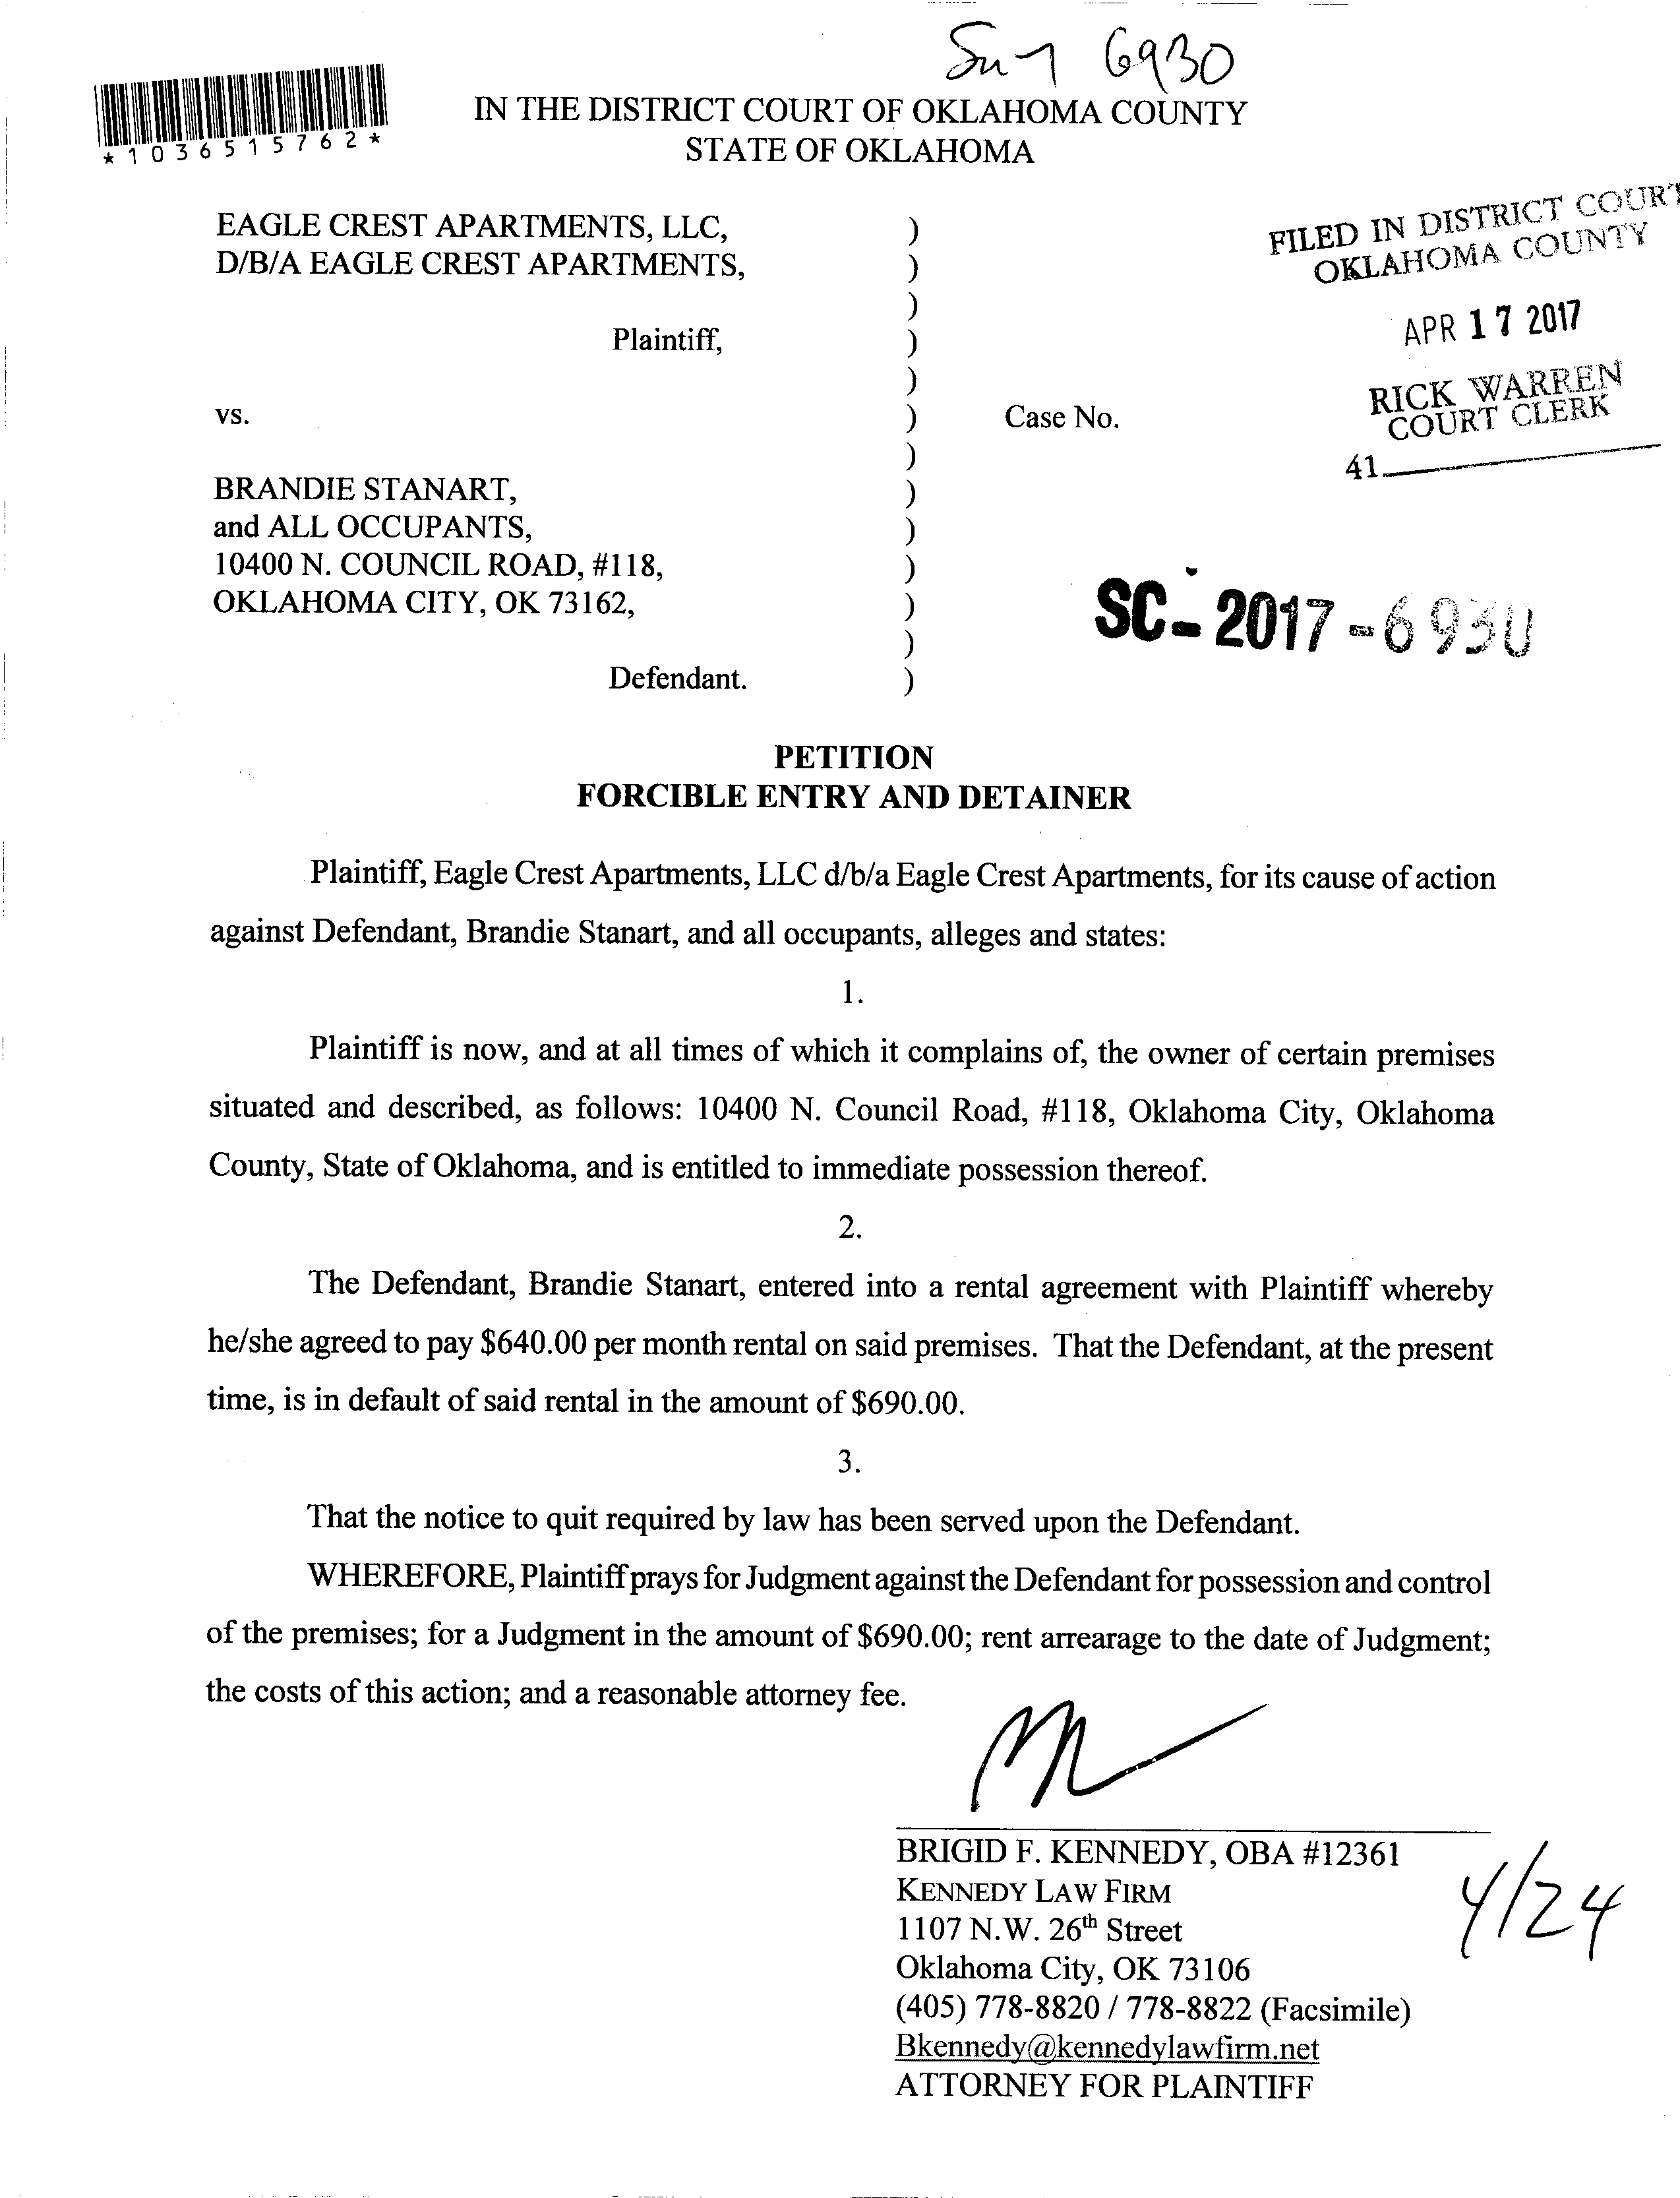 6930
*1036515762*
IN THE DISTRICT COURT OF OKLAHOMA COUNTY
STATE OF OKLAHOMA
EAGLE CREST APARTMENTS, LLC, )
D/B/A EAGLE CREST APARTMENTS, )
)
Plaintiff, )
)
vs. ) Case No.
)
BRANDIE STANART, )
and ALL OCCUPANTS, )
10400 N. COUNCIL ROAD, #118, )
OKLAHOMA CITY, OK 73162, )
)
Defendant. )
FILED IN DISTRICT COURT
OKLAHOMA COUNTY
APR 17 2017
RICK WARREN
COURT CLERK
41
SC-2017-6930
PETITION
FORCIBLE ENTRY AND DETAINER
Plaintiff, Eagle Crest Apartments, LLC d/b/a Eagle Crest Apartments, for its cause of action
against Defendant, Brandie Stanart, and all occupants, alleges and states:
1.
Plaintiff is now, and at all times of which it complains of, the owner of certain premises
situated and described, as follows: 10400 N. Council Road, #118, Oklahoma City, Oklahoma
County, State of Oklahoma, and is entitled to immediate possession thereof.
2.
The Defendant, Brandie Stanart, entered into a rental agreement with Plaintiff whereby
he/she agreed to pay $640.00 per month rental on said premises. That the Defendant, at the present
time, is in default of said rental in the amount of $690.00.
3.
That the notice to quit required by law has been served upon the Defendant.
WHEREFORE, Plaintiff prays for Judgment against the Defendant for possession and control
of the premises; for a Judgment in the amount of $690.00; rent arrearage to the date of Judgment;
the costs of this action; and a reasonable attorney fee.
BRIGID F. KENNEDY, OBA #12361
KENNEDY LAW FIRM
1107 N.W. 26th Street
Oklahoma City, OK 73106
(405) 778-8820 / 778-8822 (Facsimile)
Bkennedy@kennedylawfirm.net
ATTORNEY FOR PLAINTIFF
4/24